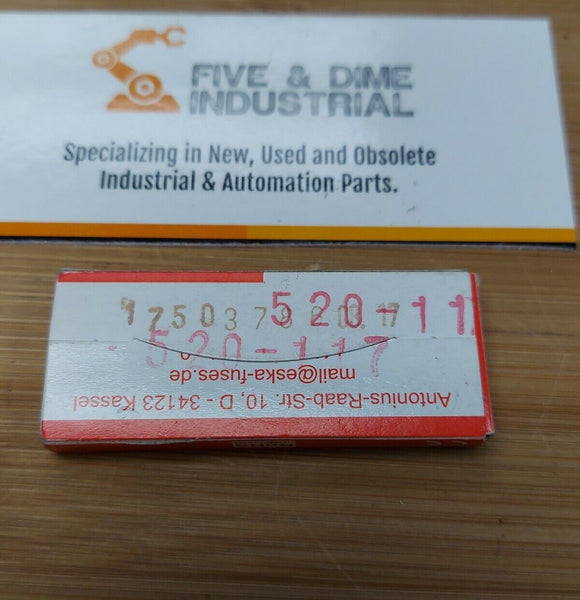 FIVE & DIME
INDUSTRIAL
Specializing in New, Used and Obsolete
Industrial & Automation Parts.
520-11
520-117
mail@eska-fuses.de
Antonius-Raab-Str. 10, D - 34123 Kassel